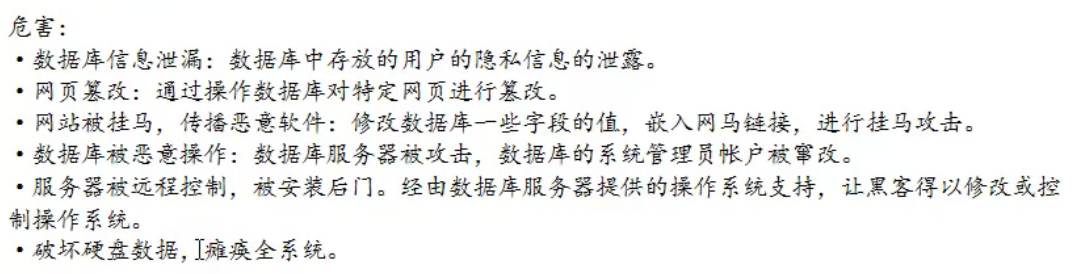 危害：
·数据库信息泄漏：数据库中存放的用户的隐私信息的泄露。
·网页篡改：通过操作数据库对特定网页进行篡改。
·网站被挂马，传播恶意软件：修改数据库一些字段的值，嵌入网马链接，进行挂马攻击。
·数据库被恶意操作：数据库服务器被攻击，数据库的系统管理员帐户被窜改。
·服务器被远程控制，被安装后门。经由数据库服务器提供的操作系统支持，让黑客得以修改或控
制操作系统。
·破坏硬盘数据，瘫痪全系统。